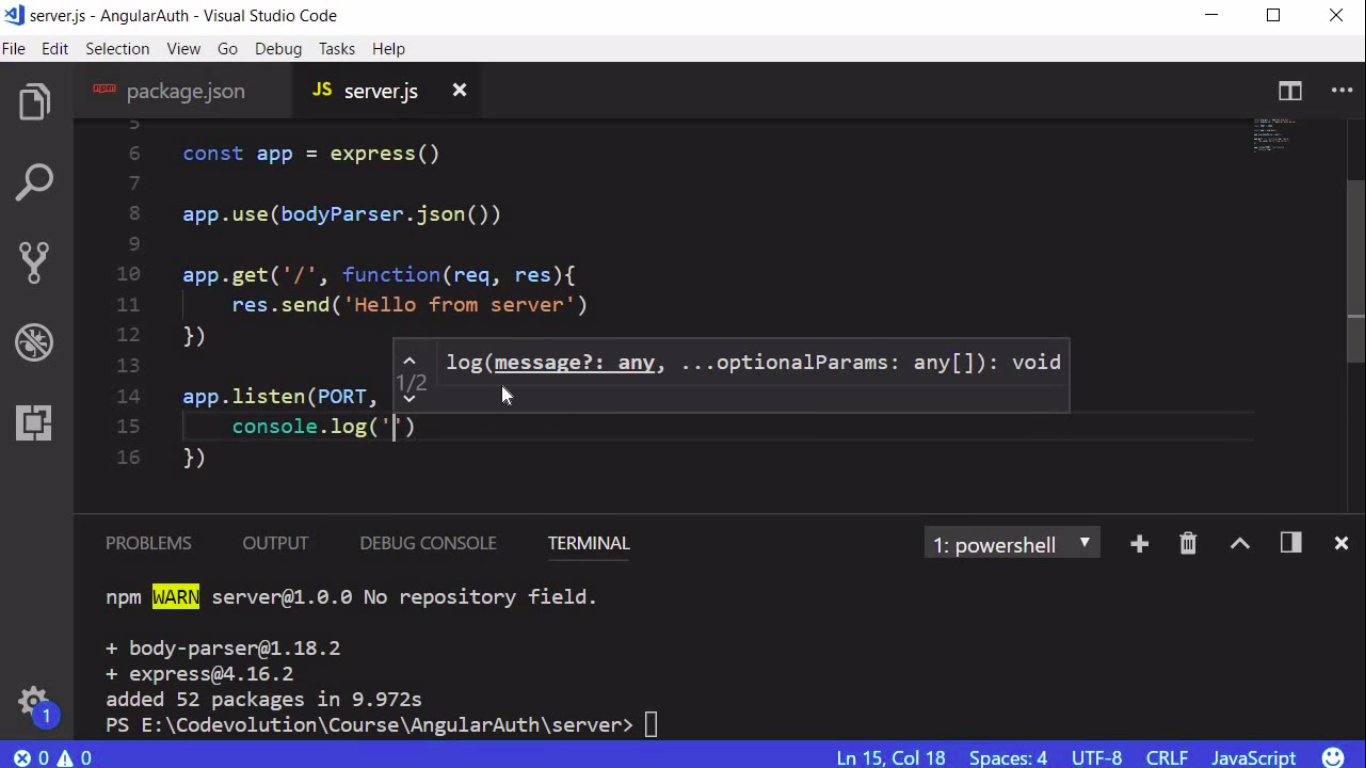 server.js - AngularAuth - Visual Studio Code
File Edit Selection View Go Debug Tasks Help
npm package.json JS server.js
5
6 const app = express()
7
8 app.use(bodyParser.json())
9
10 app.get('/', function(req, res){
11 res.send('Hello from server')
12 })
13
log(message?: any, ...optionalParams: any[]): void
1/2
14 app.listen(PORT,
15 console.log('')
16 })
PROBLEMS OUTPUT DEBUG CONSOLE TERMINAL 1: powershell
npm WARN server@1.0.0 No repository field.
+ body-parser@1.18.2
+ express@4.16.2
added 52 packages in 9.972s
PS E:\Codevolution\Course\AngularAuth\server>
1
0 0 Ln 15, Col 18 Spaces: 4 UTF-8 CRLF JavaScript